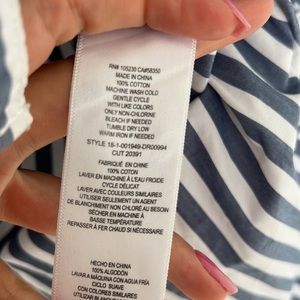 RN# 105230 CA#58350
MADE IN CHINA
100% COTTON
MACHINE WASH COLD
GENTLE CYCLE
WITH LIKE COLORS
ONLY NON-CHLORINE
BLEACH IF NEEDED
TUMBLE DRY LOW
WARM IRON IF NEEDED
STYLE 18-1-001949-DR00994
CUT 20391
FABRIQUÉ EN CHINE
100% COTON
LAVER EN MACHINE À L'EAU FROIDE
CYCLE DÉLICAT
LAVER AVEC COULEURS SIMILAIRES
UTILISER SEULEMENT UN AGENT
DE BLANCHIMENT NON CHLORÉ AU BESOIN
SÉCHER EN MACHINE À
BASSE TEMPÉRATURE
REPASSER À FER CHAUD SI NÉCESSAIRE
HECHO EN CHINA
100% ALGODÓN
LAVAR A MÁQUINA CON AGUA FRÍA
CICLO SUAVE
CON COLORES SIMILARES
UTILIZAR